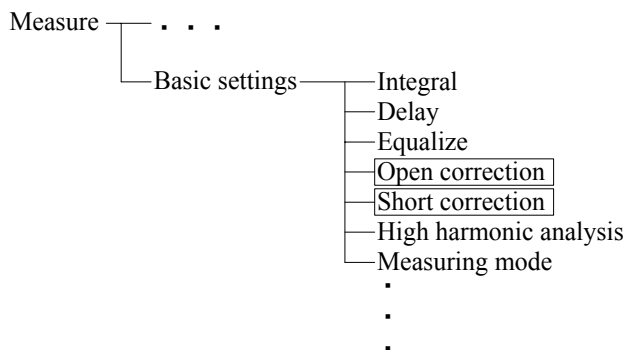 Measure . . .
Basic settings
Integral
Delay
Equalize
Open correction
Short correction
High harmonic analysis
Measuring mode
.
.
.